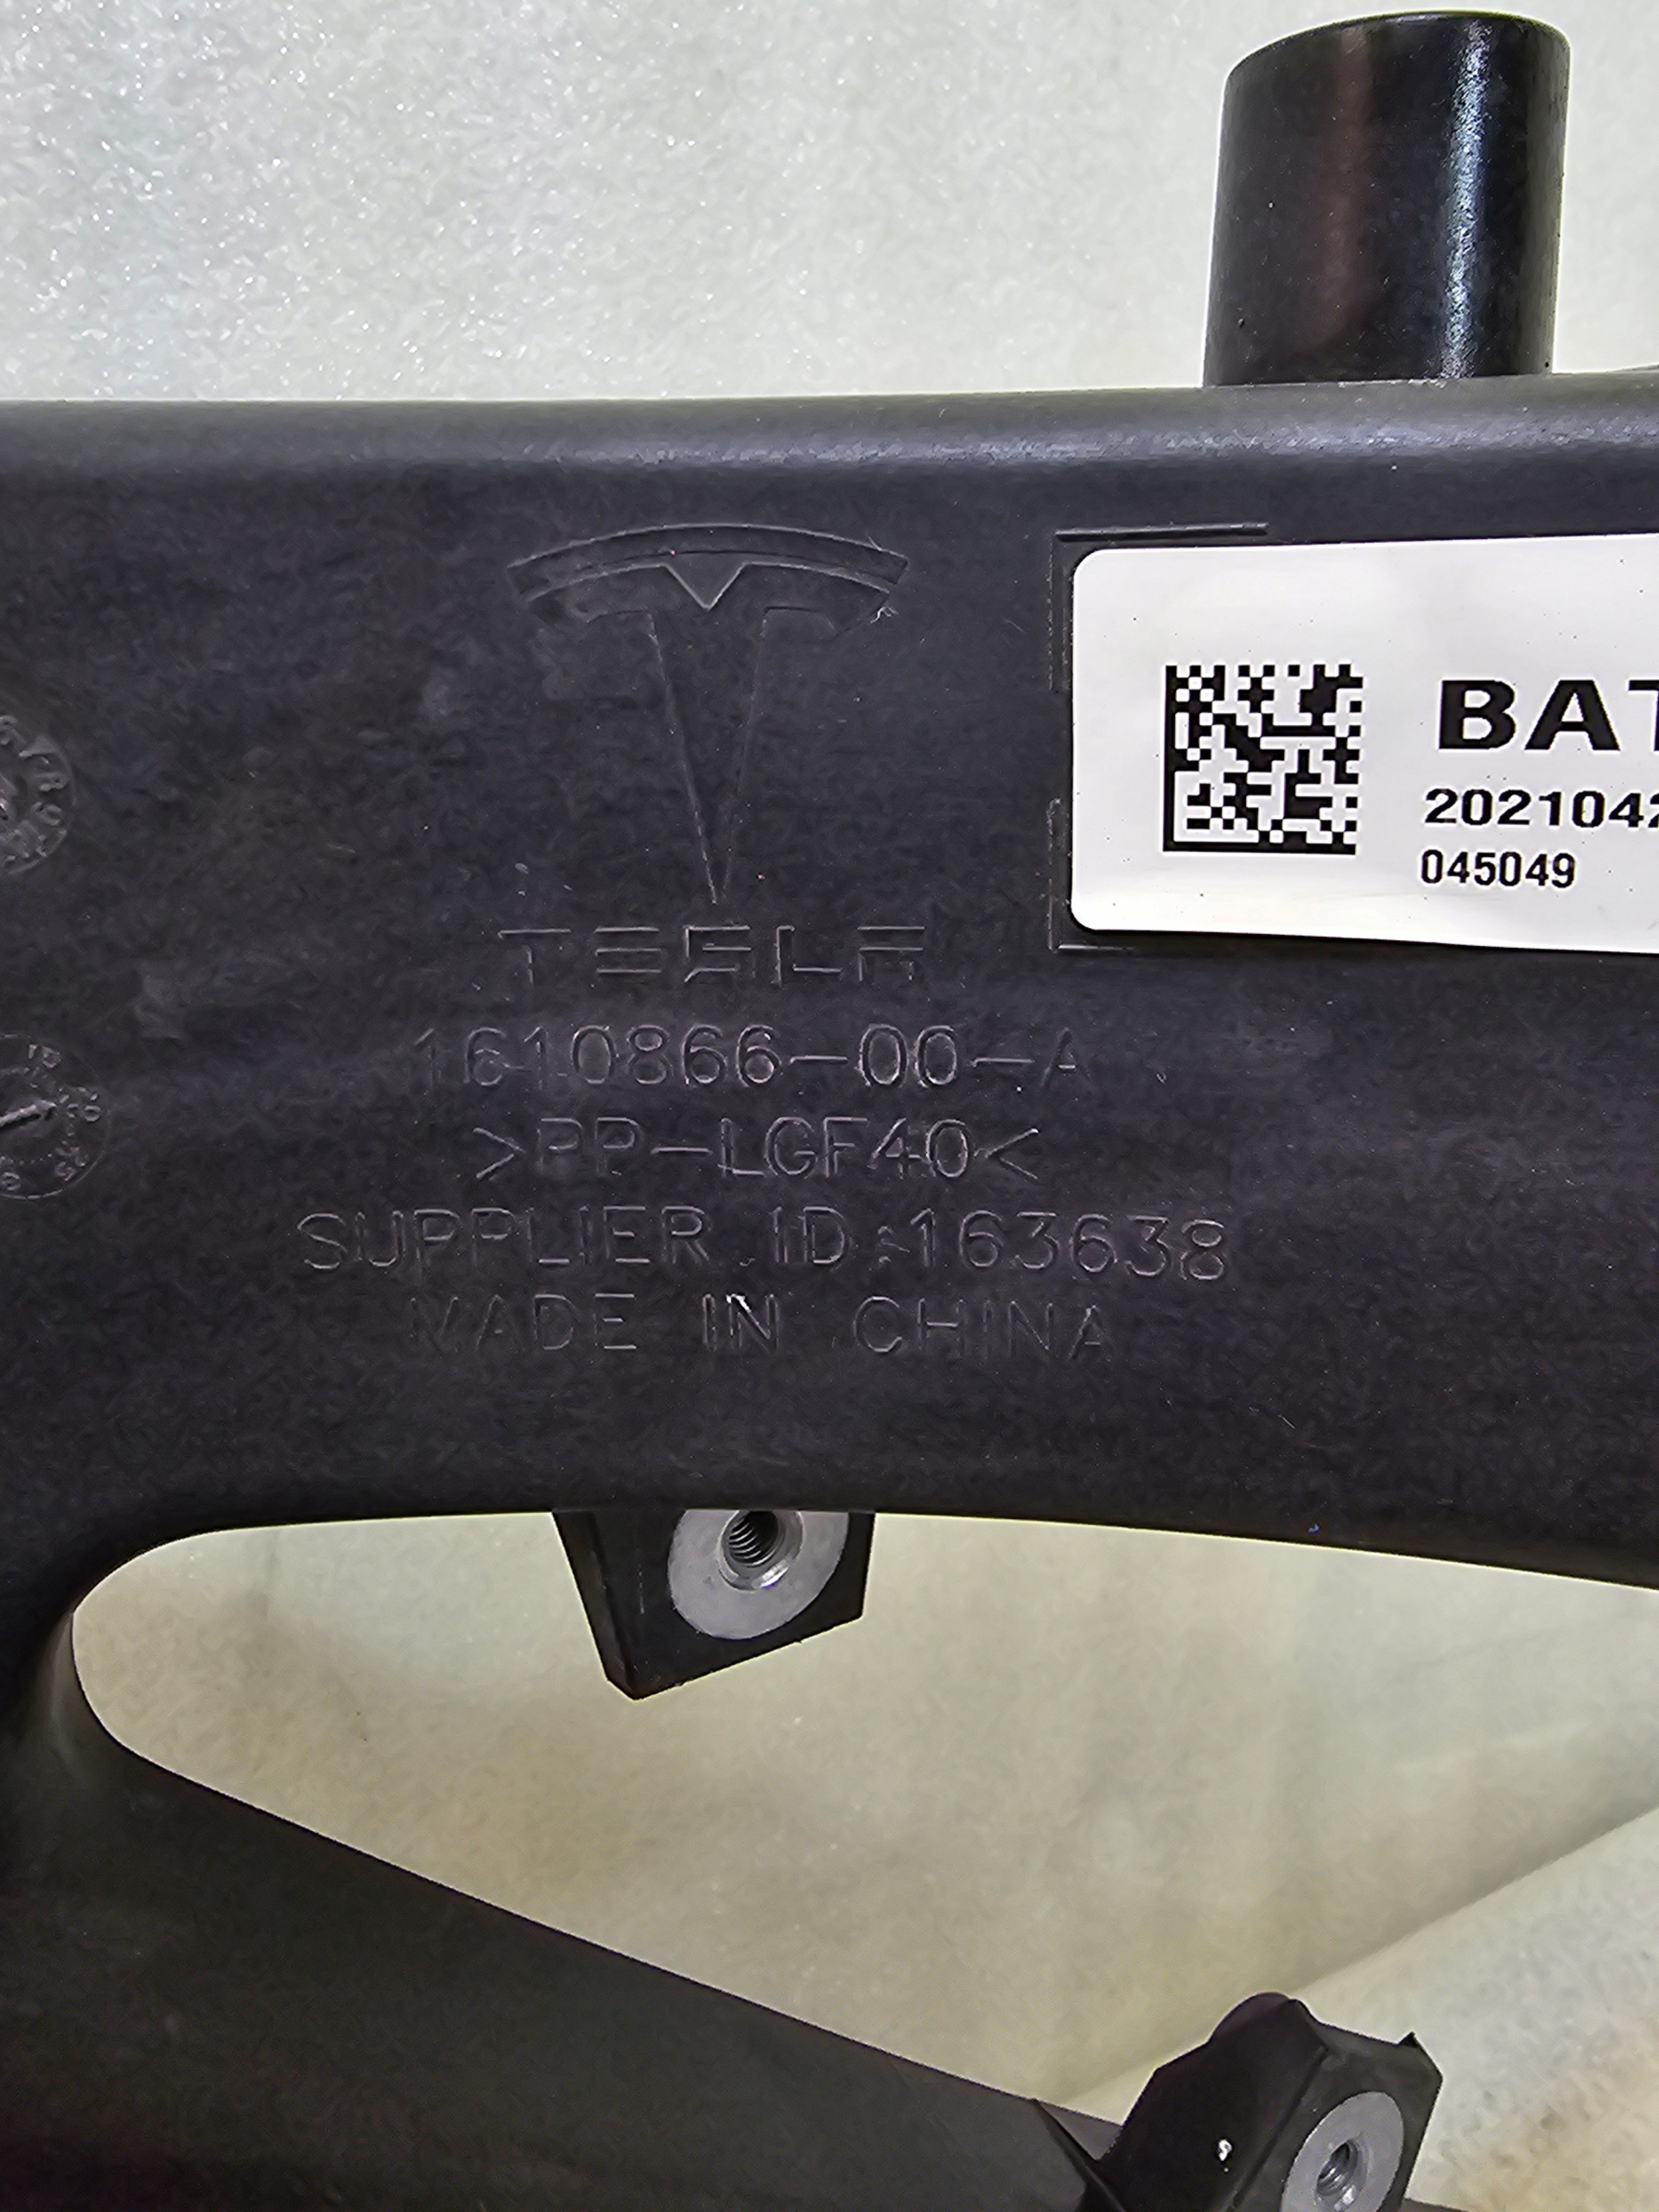 BAT
2021042
045049
TESLA
1610866-00-A
>PP-LGF40<
SUPPLIER ID:163638
MADE IN CHINA